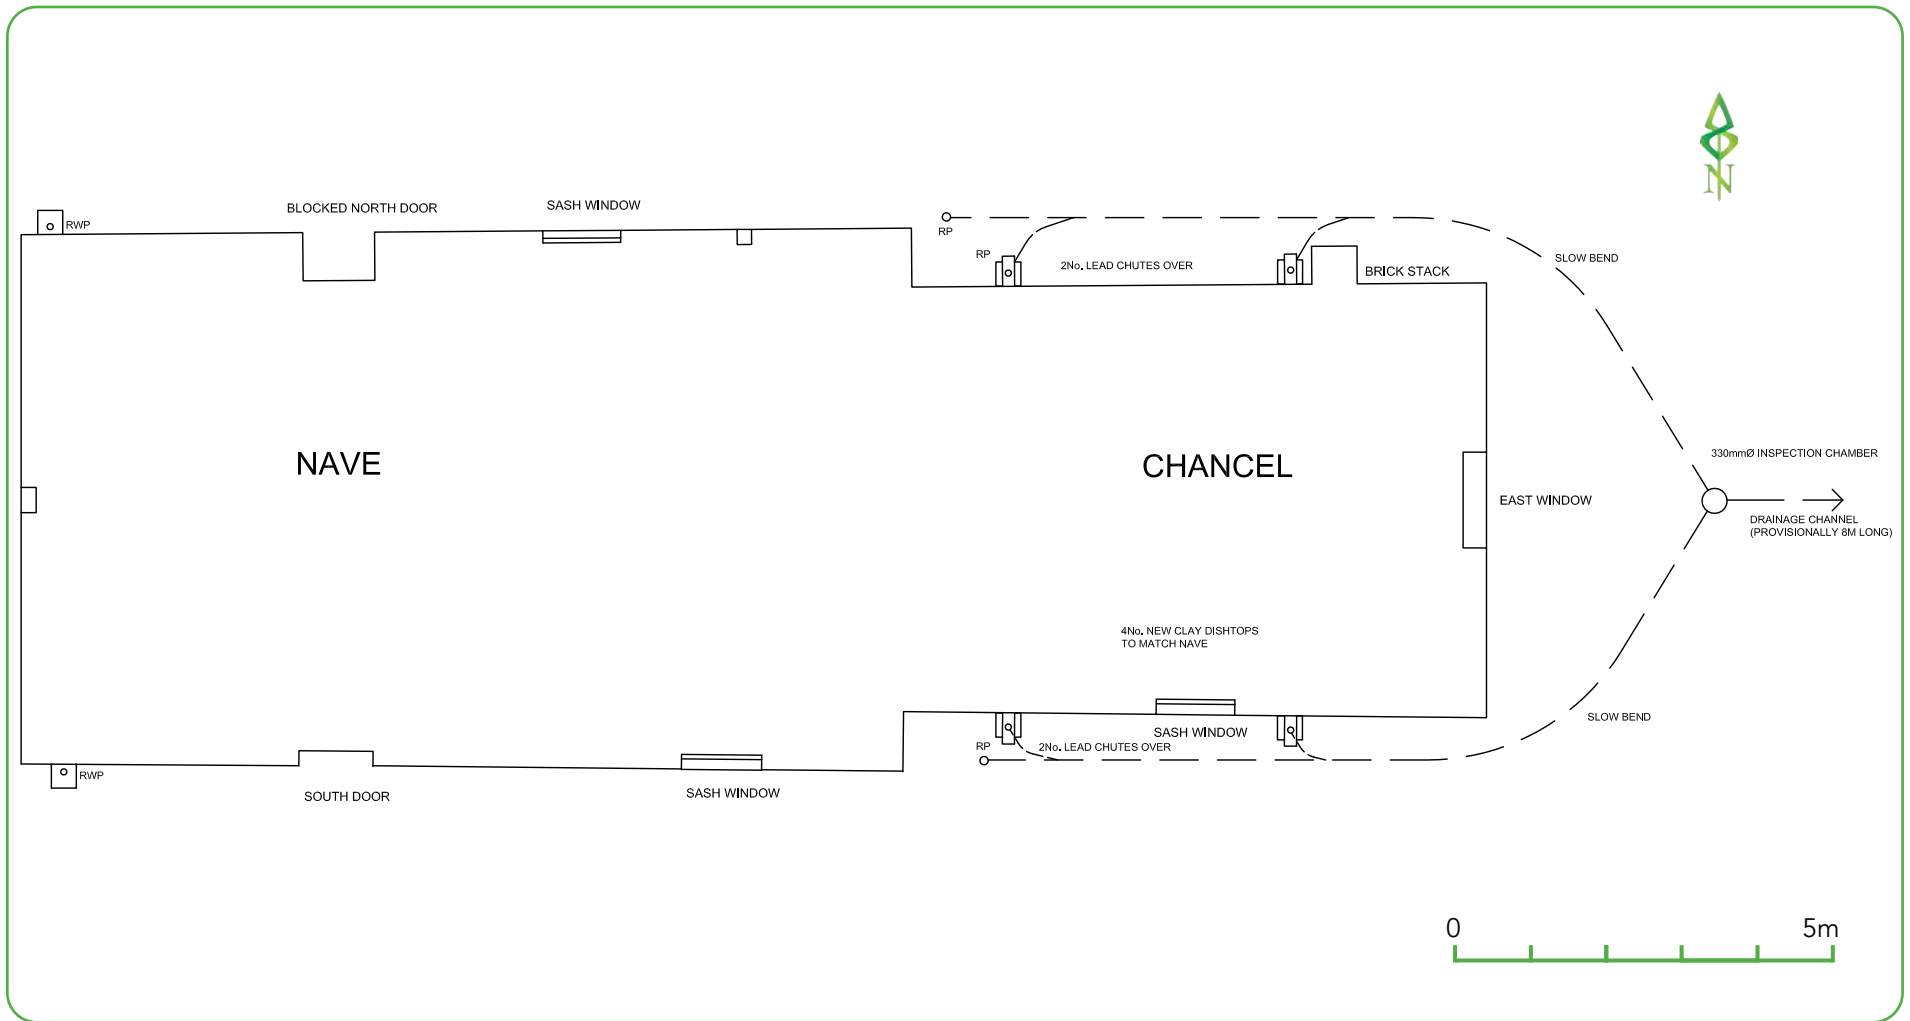 N
SASH WINDOW
BLOCKED NORTH DOOR
RWP
RP
RP
2No. LEAD CHUTES OVER
BRICK STACK
SLOW BEND
NAVE
CHANCEL
330mmØ INSPECTION CHAMBER
EAST WINDOW
DRAINAGE CHANNEL
(PROVISIONALLY 8M LONG)
4No. NEW CLAY DISHTOPS
TO MATCH NAVE
SLOW BEND
SASH WINDOW
RP
2No. LEAD CHUTES OVER
RWP
SOUTH DOOR
SASH WINDOW
0
5m